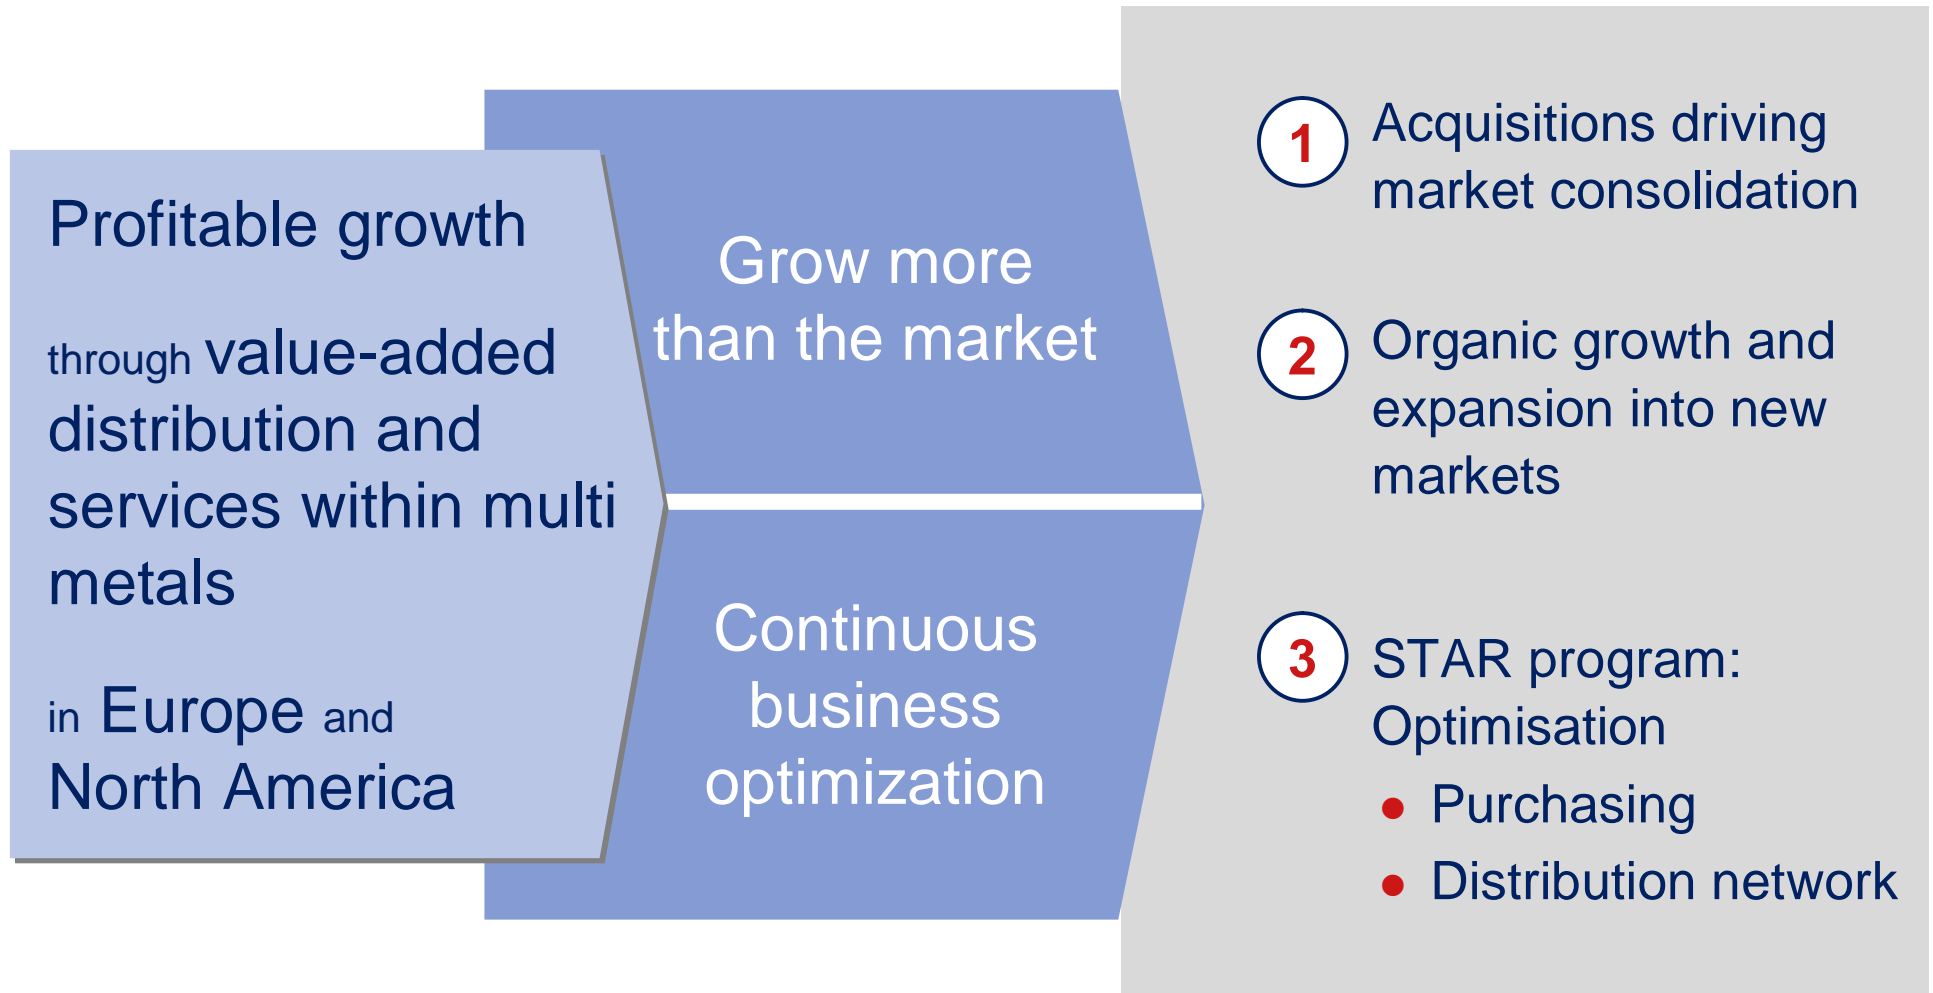 Profitable growth
through value-added
distribution and
services within multi
metals
in Europe and
North America
Grow more
than the market
Continuous
business
optimization
1 Acquisitions driving
market consolidation
2 Organic growth and
expansion into new
markets
3 STAR program:
Optimisation
● Purchasing
● Distribution network